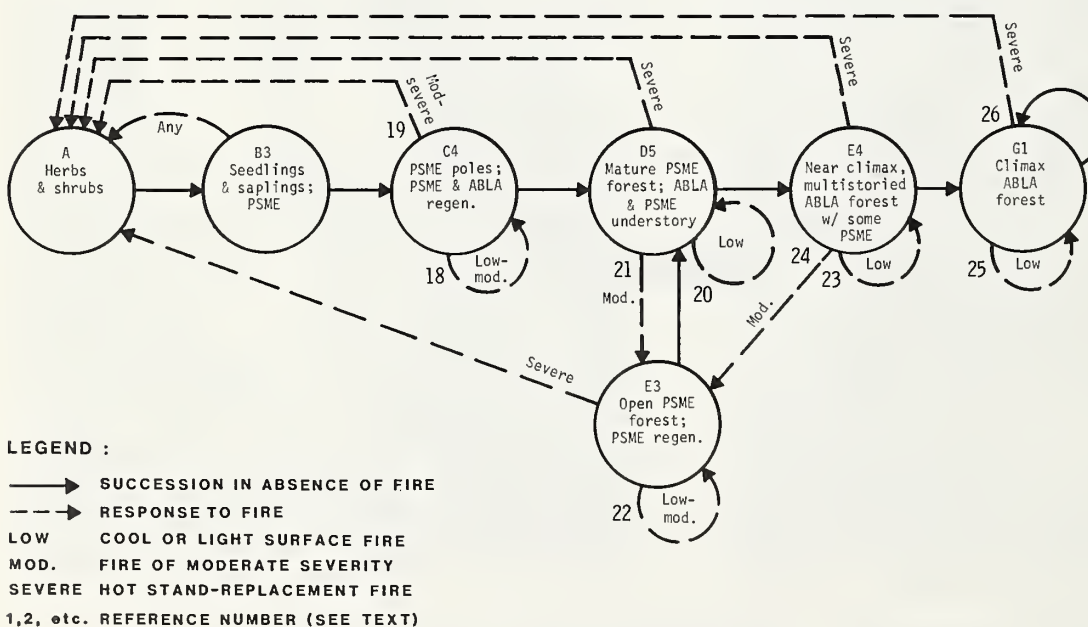 Severe
Severe
Severe
Mod-
severe
19
Any
26
A
Herbs
& shrubs
B3
Seedlings
& saplings;
PSME
C4
PSME poles;
PSME & ABLA
regen.
D5
Mature PSME
forest; ABLA
& PSME
understory
E4
Near climax,
multistoried
ABLA forest
w/ some
PSME
G1
Climax
ABLA
forest
18
Low-
mod.
21
Mod.
Low
20
24
23
Low
Mod.
25
Low
Severe
E3
Open PSME
forest;
PSME regen.
22
Low-
mod.
LEGEND :
SUCCESSION IN ABSENCE OF FIRE
RESPONSE TO FIRE
LOW COOL OR LIGHT SURFACE FIRE
MOD. FIRE OF MODERATE SEVERITY
SEVERE HOT STAND-REPLACEMENT FIRE
1,2, etc. REFERENCE NUMBER (SEE TEXT)